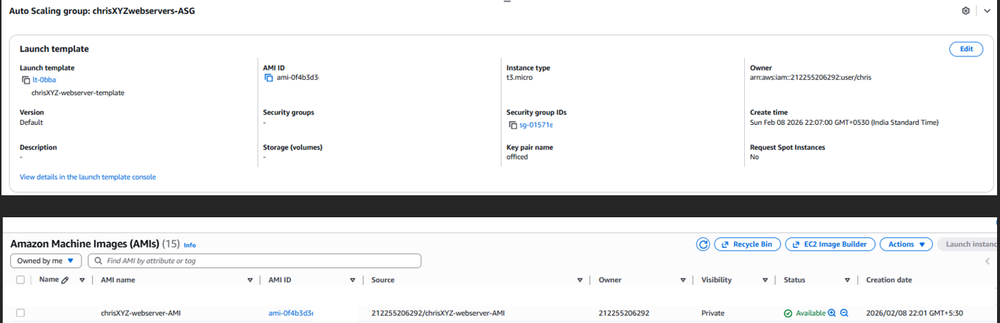 Auto Scaling group: chrisXYZwebservers-ASG
Launch template
Edit
Launch template
lt-0bba
chrisXYZ-webserver-template
AMI ID
ami-0f4b3d3
Instance type
t3.micro
Owner
arn:aws:iam::212255206292:user/chris
Version
Default
Security groups
-
Security group IDs
sg-01571e
Create time
Sun Feb 08 2026 22:07:00 GMT+0530 (India Standard Time)
Description
-
Storage (volumes)
-
Key pair name
officed
Request Spot Instances
No
View details in the launch template console
Amazon Machine Images (AMIs) (15) Info
Recycle Bin
EC2 Image Builder
Actions
Launch instanc
Owned by me
Find AMI by attribute or tag
Name AMI name AMI ID Source Owner Visibility Status Creation date
chrisXYZ-webserver-AMI ami-0f4b3d3 212255206292/chrisXYZ-webserver-AMI 212255206292 Private Available 2026/02/08 22:01 GMT+5:30